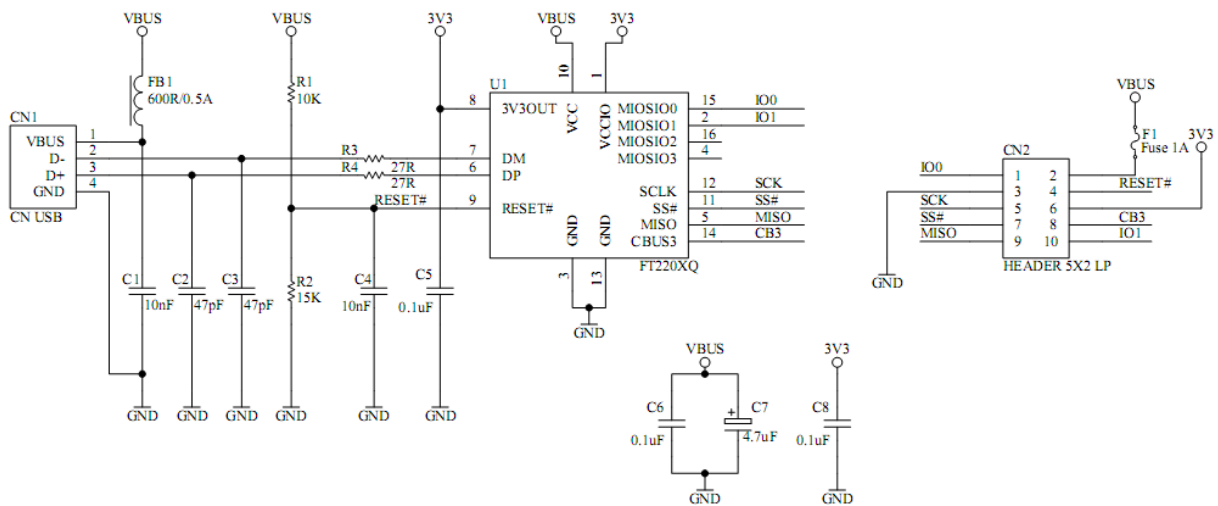 VBUS
VBUS
3V3
VBUS
3V3
FB1
600R/0.5A
R1
10K
U1
10
1
CN1
VBUS 1
D- 2
D+ 3
GND 4
CN USB
R3
27R
R4
27R
RESET#
8 3V3OUT
7 DM
6 DP
9 RESET#
VCC
VCCIO
MIOSIO0 15 IO0
MIOSIO1 2 IO1
MIOSIO2 16
MIOSIO3 4
SCLK 12 SCK
SS# 11 SS#
MISO 5 MISO
CBUS3 14 CB3
GND
GND
FT220XQ
3
13
GND
VBUS
F1
Fuse 1A
3V3
CN2
IO0 1 2
3 4 RESET#
SCK 5 6
SS# 7 8 CB3
MISO 9 10 IO1
HEADER 5X2 LP
GND
C1
10nF
C2
47pF
C3
47pF
R2
15K
C4
10nF
C5
0.1uF
GND
GND
GND
GND
GND
GND
VBUS
3V3
C6
0.1uF
+
C7
4.7uF
C8
0.1uF
GND
GND